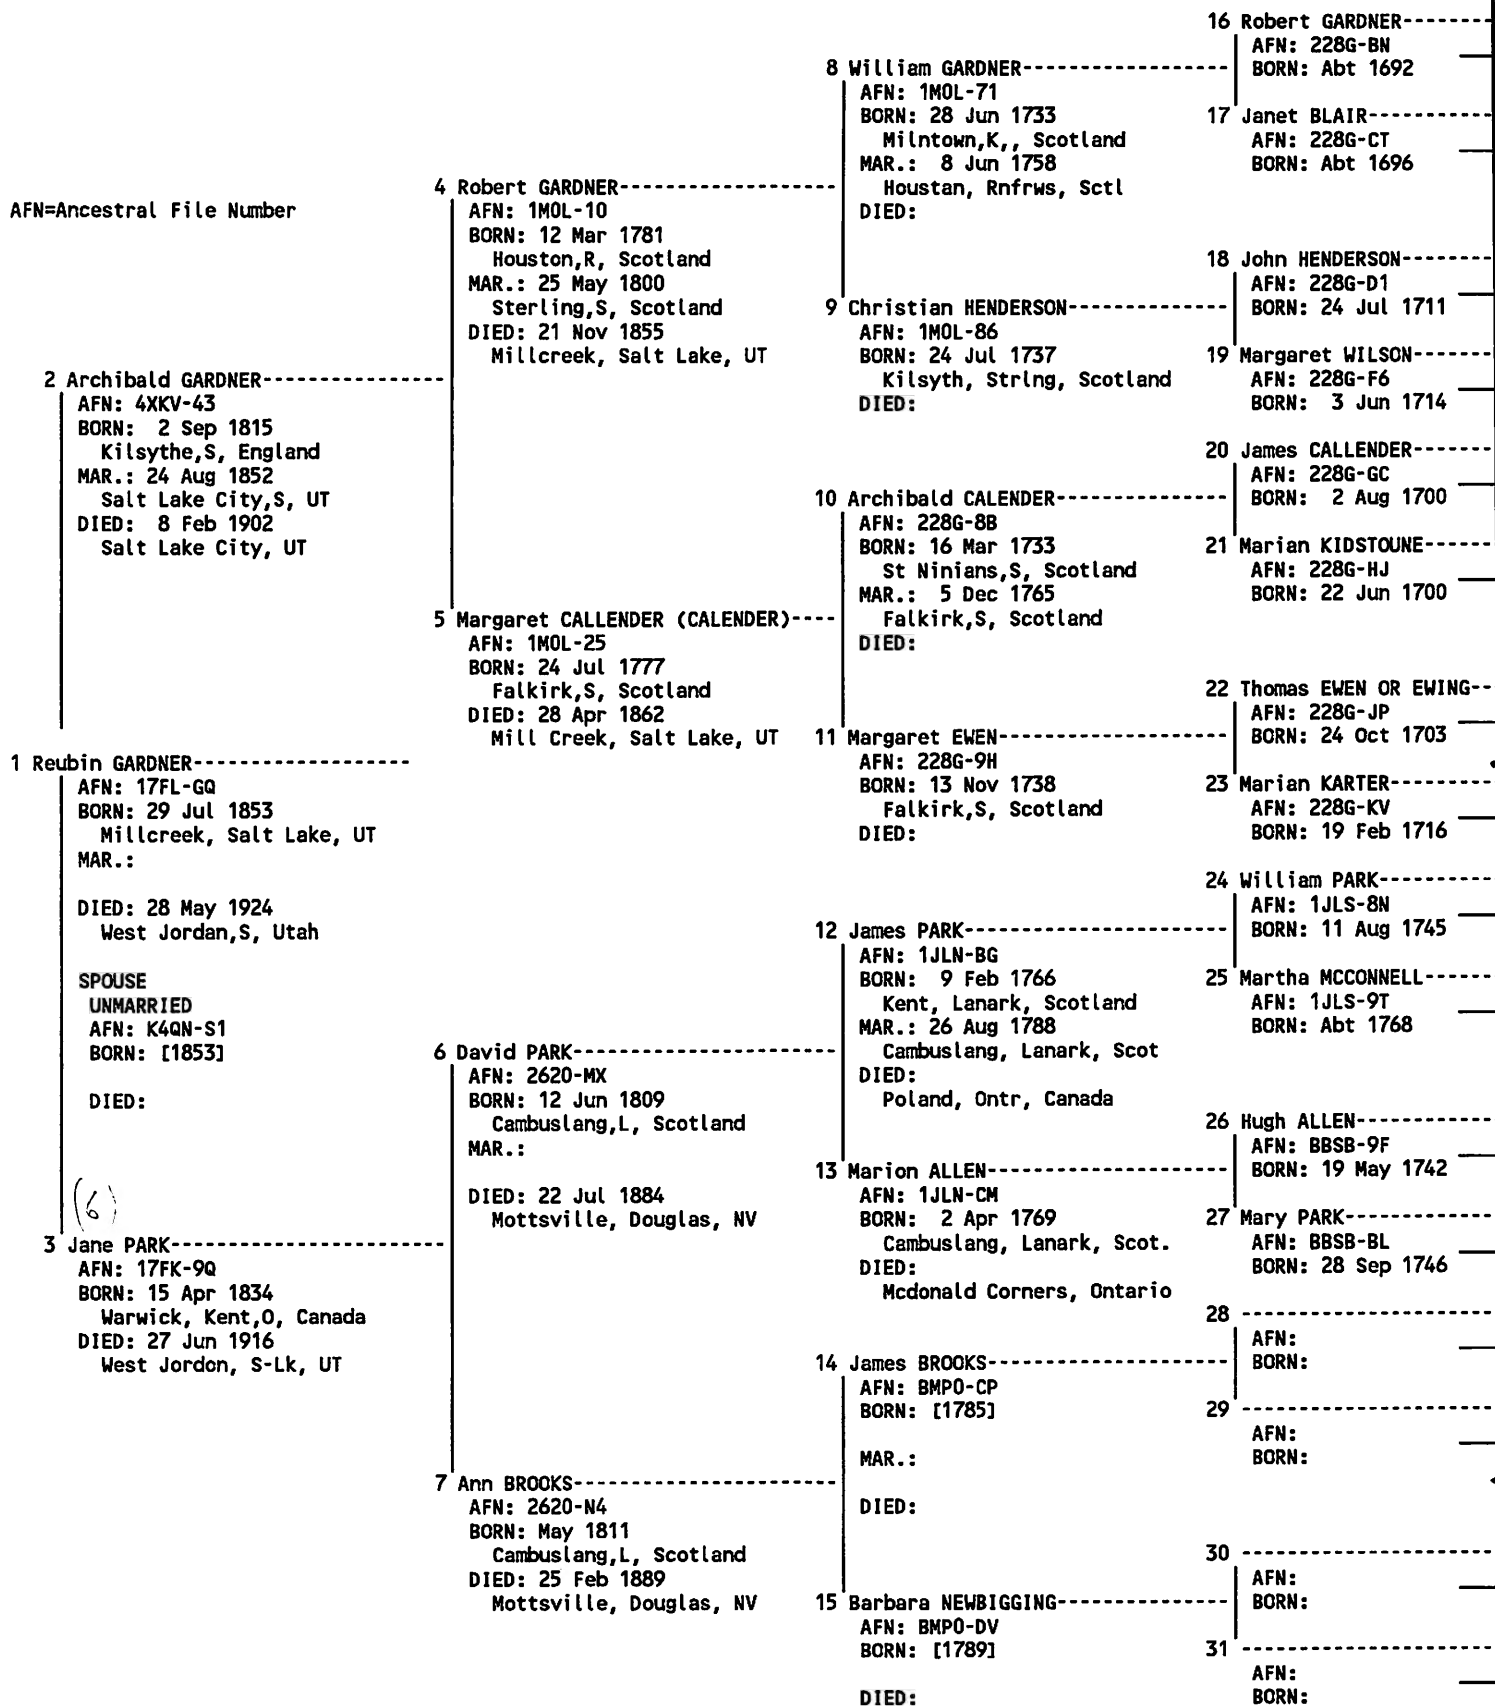 AFN=Ancestral File Number
1 Reubin GARDNER
AFN: 17FL-GQ
BORN: 29 Jul 1853
Millcreek, Salt Lake, UT
MAR.:
DIED: 28 May 1924
West Jordan,S, Utah
SPOUSE
UNMARRIED
AFN: K4QN-S1
BORN: [1853]
DIED:
2 Archibald GARDNER
AFN: 4XKV-43
BORN: 2 Sep 1815
Kilsythe,S, England
MAR.: 24 Aug 1852
Salt Lake City,S, UT
DIED: 8 Feb 1902
Salt Lake City, UT
(6)
3 Jane PARK
AFN: 17FK-9Q
BORN: 15 Apr 1834
Warwick, Kent,O, Canada
DIED: 27 Jun 1916
West Jordon, S-Lk, UT
4 Robert GARDNER
AFN: 1MOL-10
BORN: 12 Mar 1781
Houston,R, Scotland
MAR.: 25 May 1800
Sterling,S, Scotland
DIED: 21 Nov 1855
Millcreek, Salt Lake, UT
5 Margaret CALLENDER (CALENDER)
AFN: 1MOL-25
BORN: 24 Jul 1777
Falkirk,S, Scotland
DIED: 28 Apr 1862
Mill Creek, Salt Lake, UT
6 David PARK
AFN: 2620-MX
BORN: 12 Jun 1809
Cambuslang,L, Scotland
MAR.:
DIED: 22 Jul 1884
Mottsville, Douglas, NV
7 Ann BROOKS
AFN: 2620-N4
BORN: May 1811
Cambuslang,L, Scotland
DIED: 25 Feb 1889
Mottsville, Douglas, NV
8 William GARDNER
AFN: 1MOL-71
BORN: 28 Jun 1733
Milntown,K,, Scotland
MAR.: 8 Jun 1758
Houstan, Rnfrws, Sctl
DIED:
9 Christian HENDERSON
AFN: 1MOL-86
BORN: 24 Jul 1737
Kilsyth, Strlng, Scotland
DIED:
10 Archibald CALENDER
AFN: 228G-8B
BORN: 16 Mar 1733
St Ninians,S, Scotland
MAR.: 5 Dec 1765
Falkirk,S, Scotland
DIED:
11 Margaret EWEN
AFN: 228G-9H
BORN: 13 Nov 1738
Falkirk,S, Scotland
DIED:
12 James PARK
AFN: 1JLN-BG
BORN: 9 Feb 1766
Kent, Lanark, Scotland
MAR.: 26 Aug 1788
Cambuslang, Lanark, Scot
DIED:
Poland, Ontr, Canada
13 Marion ALLEN
AFN: 1JLN-CM
BORN: 2 Apr 1769
Cambuslang, Lanark, Scot.
DIED:
Mcdonald Corners, Ontario
14 James BROOKS
AFN: BMPO-CP
BORN: [1785]
MAR.:
DIED:
15 Barbara NEWBIGGING
AFN: BMPO-DV
BORN: [1789]
DIED:
16 Robert GARDNER
AFN: 228G-BN
BORN: Abt 1692
17 Janet BLAIR
AFN: 228G-CT
BORN: Abt 1696
18 John HENDERSON
AFN: 228G-D1
BORN: 24 Jul 1711
19 Margaret WILSON
AFN: 228G-F6
BORN: 3 Jun 1714
20 James CALLENDER
AFN: 228G-GC
BORN: 2 Aug 1700
21 Marian KIDSTOUNE
AFN: 228G-HJ
BORN: 22 Jun 1700
22 Thomas EWEN OR EWING
AFN: 228G-JP
BORN: 24 Oct 1703
23 Marian KARTER
AFN: 228G-KV
BORN: 19 Feb 1716
24 William PARK
AFN: 1JLS-8N
BORN: 11 Aug 1745
25 Martha MCCONNELL
AFN: 1JLS-9T
BORN: Abt 1768
26 Hugh ALLEN
AFN: BBSB-9F
BORN: 19 May 1742
27 Mary PARK
AFN: BBSB-BL
BORN: 28 Sep 1746
28
AFN:
BORN:
29
AFN:
BORN:
30
AFN:
BORN:
31
AFN:
BORN: